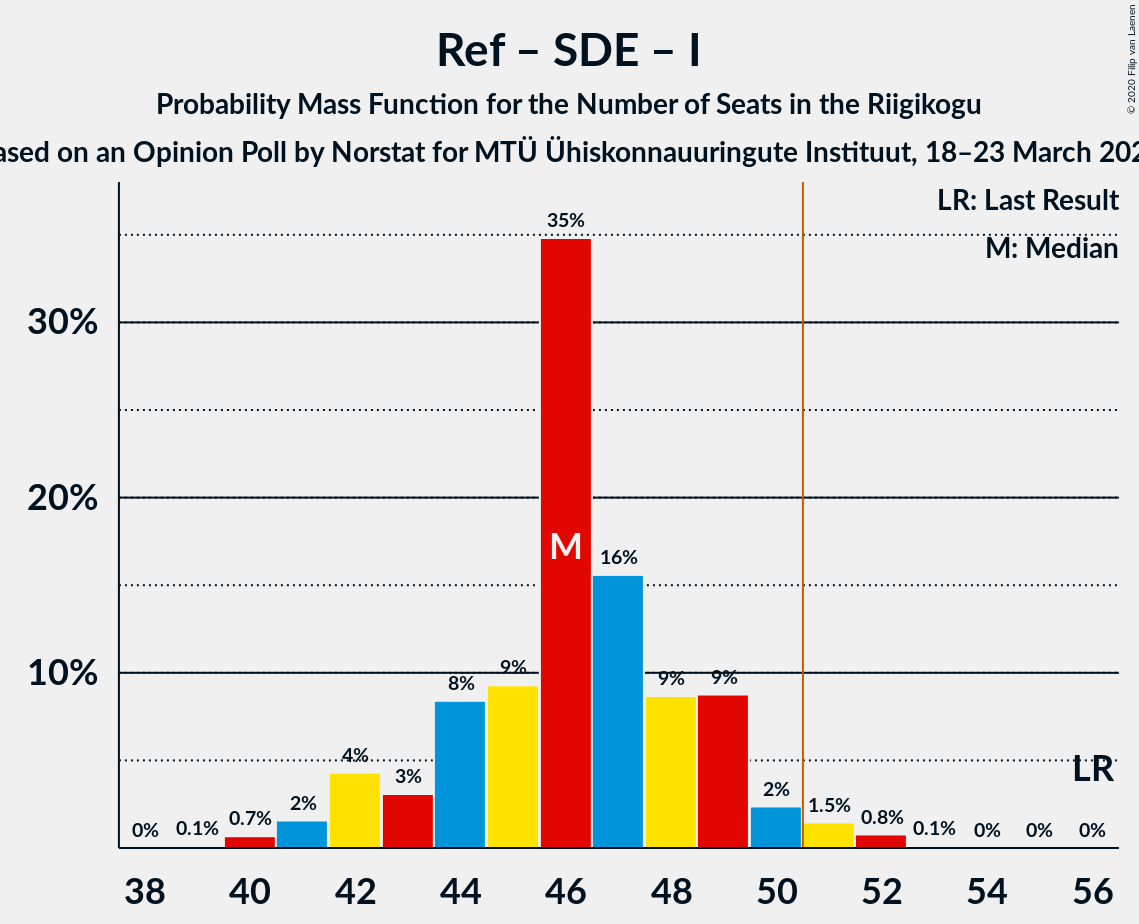 Ref – SDE – I
Probability Mass Function for the Number of Seats in the Riigikogu
ased on an Opinion Poll by Norstat for MTÜ Ühiskonnauuringute Instituut, 18–23 March 202
© 2020 Filip van Laenen
LR: Last Result
M: Median
30%
20%
10%
0%
0.1%
0.7%
2%
4%
3%
8%
9%
35%
M
16%
9%
9%
2%
1.5%
0.8%
0.1%
0%
0%
0%
LR
38 40 42 44 46 48 50 52 54 56